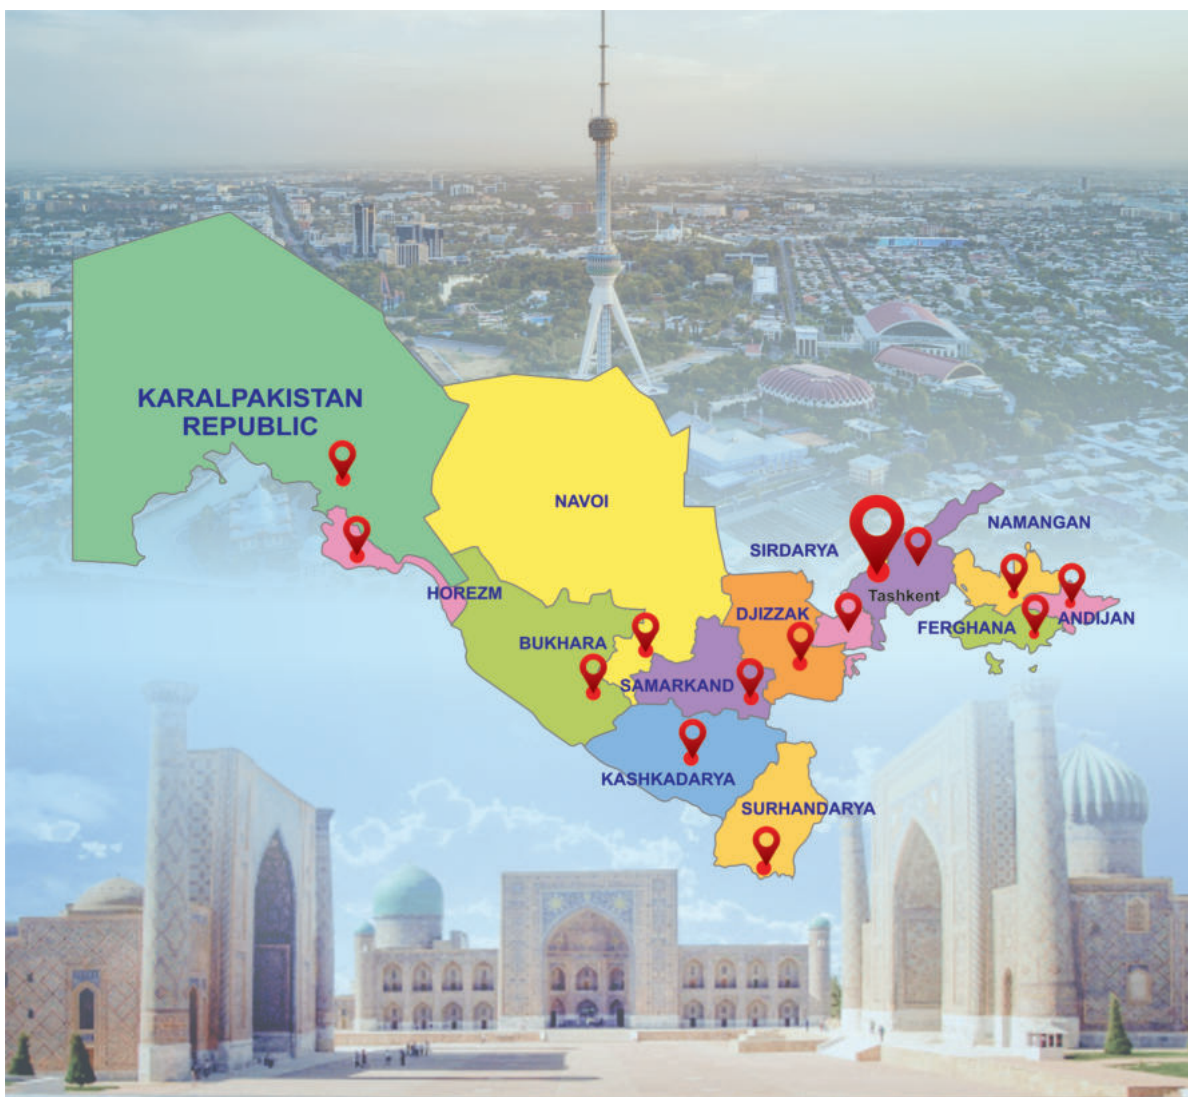 KARALPAKISTAN
REPUBLIC
NAVOI
NAMANGAN
SIRDARYA
HOREZM
Tashkent
DJIZZAK
ANDIJAN
FERGHANA
BUKHARA
SAMARKAND
KASHKADARYA
SURHANDARYA